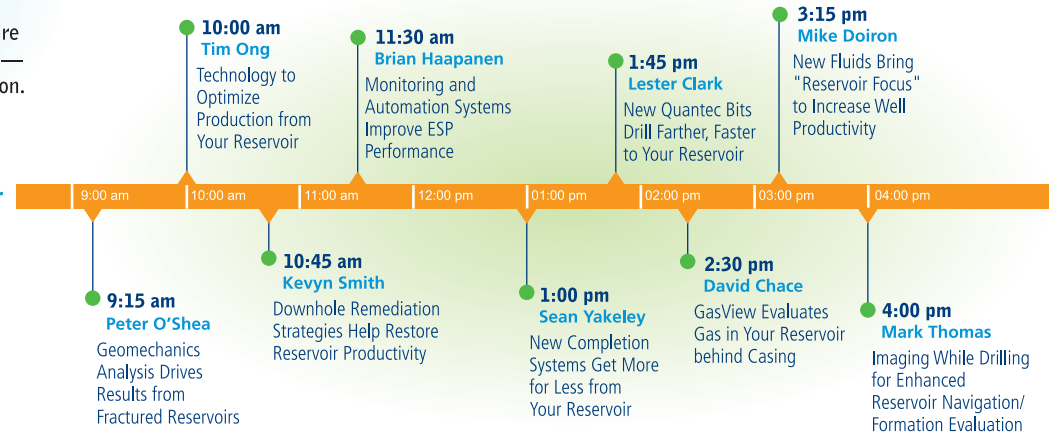 re
on.
10:00 am
Tim Ong
Technology to
Optimize
Production from
Your Reservoir
11:30 am
Brian Haapanen
Monitoring and
Automation Systems
Improve ESP
Performance
1:45 pm
Lester Clark
New Quantec Bits
Drill Farther, Faster
to Your Reservoir
3:15 pm
Mike Doiron
New Fluids Bring
"Reservoir Focus"
to Increase Well
Productivity
9:00 am
10:00 am
11:00 am
12:00 pm
01:00 pm
02:00 pm
03:00 pm
04:00 pm
9:15 am
Peter O’Shea
Geomechanics
Analysis Drives
Results from
Fractured Reservoirs
10:45 am
Kevyn Smith
Downhole Remediation
Strategies Help Restore
Reservoir Productivity
1:00 pm
Sean Yakeley
New Completion
Systems Get More
for Less from
Your Reservoir
2:30 pm
David Chace
GasView Evaluates
Gas in Your Reservoir
behind Casing
4:00 pm
Mark Thomas
Imaging While Drilling
for Enhanced
Reservoir Navigation/
Formation Evaluation